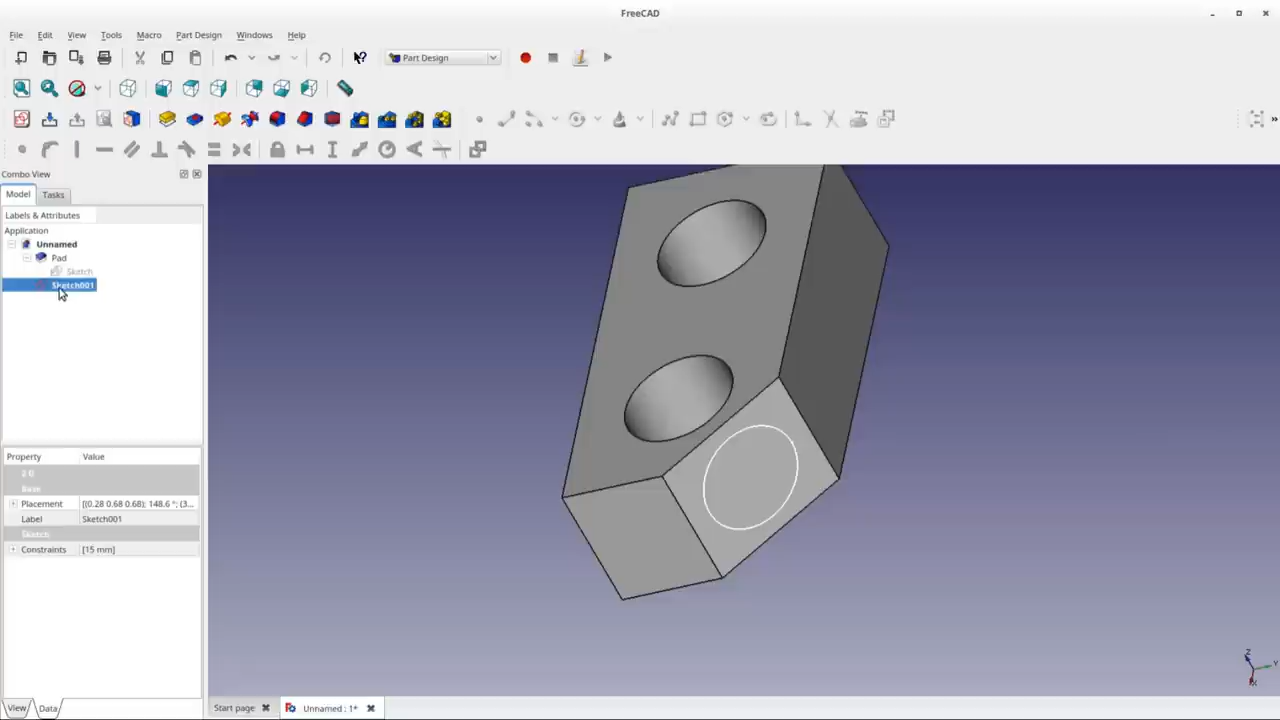 FreeCAD
File Edit View Tools Macro Part Design Windows Help
Part Design
Combo View
Model Tasks
Labels & Attributes
Application
Unnamed
Pad
Sketch
Sketch001
Property Value
Base
Placement [(0.28 0.68 0.68); 148.6 °; (3...
Label Sketch001
Sketch
Constraints [15 mm]
View Data
Start page Unnamed : 1*
Z
Y
X